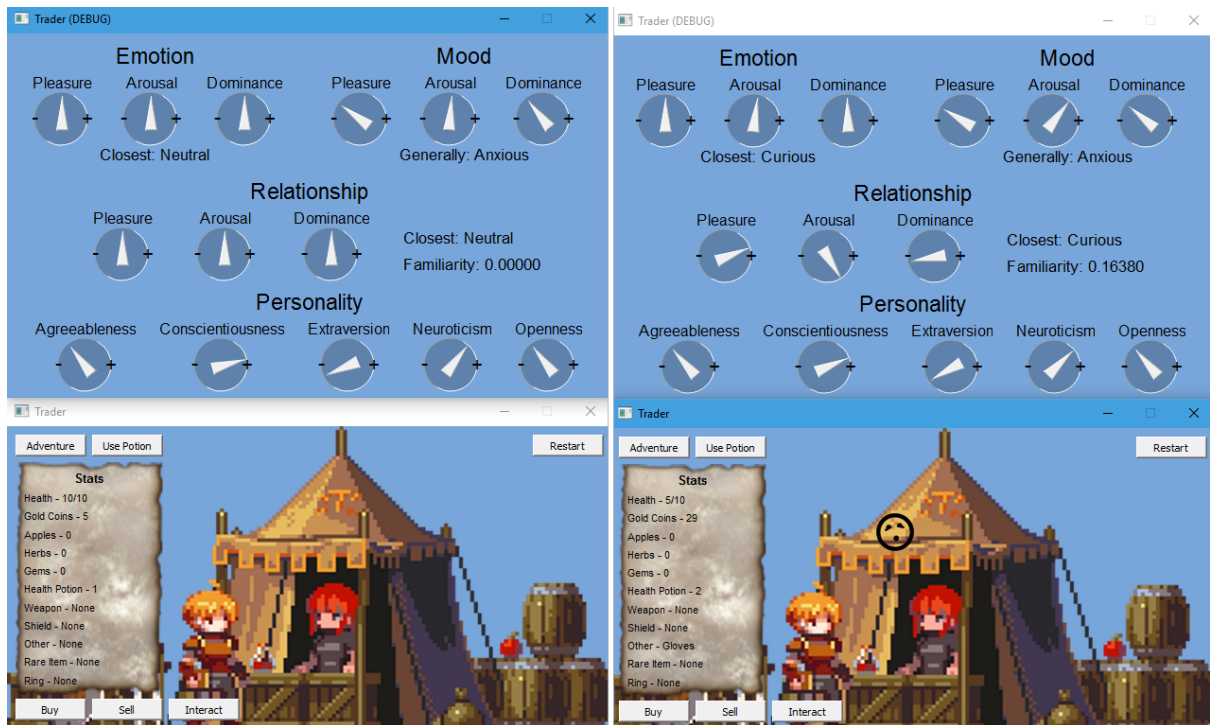 Trader (DEBUG)
Emotion Mood
Pleasure Arousal Dominance Pleasure Arousal Dominance
- + - + - + - + - + - +
Closest: Neutral Generally: Anxious
Relationship
Pleasure Arousal Dominance
- + - + - +
Closest: Neutral
Familiarity: 0.00000
Personality
Agreeableness Conscientiousness Extraversion Neuroticism Openness
- + - + - + - + - +
Trader
Adventure Use Potion Restart
Stats
Health - 10/10
Gold Coins - 5
Apples - 0
Herbs - 0
Gems - 0
Health Potion - 1
Weapon - None
Shield - None
Other - None
Rare Item - None
Ring - None
Buy Sell Interact
Trader (DEBUG)
Emotion Mood
Pleasure Arousal Dominance Pleasure Arousal Dominance
- + - + - + - + - + - +
Closest: Curious Generally: Anxious
Relationship
Pleasure Arousal Dominance
- + - + - +
Closest: Curious
Familiarity: 0.16380
Personality
Agreeableness Conscientiousness Extraversion Neuroticism Openness
- + - + - + - + - +
Trader
Adventure Use Potion Restart
Stats
Health - 5/10
Gold Coins - 29
Apples - 0
Herbs - 0
Gems - 0
Health Potion - 2
Weapon - None
Shield - None
Other - Gloves
Rare Item - None
Ring - None
Buy Sell Interact